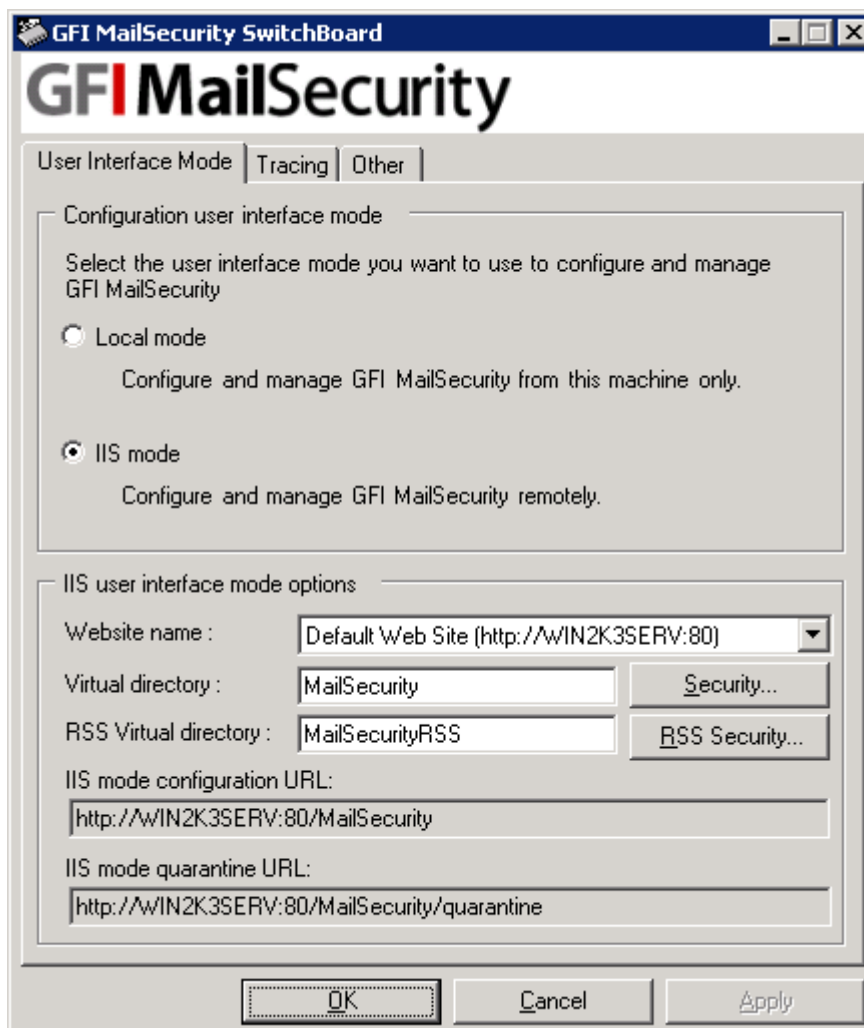 GFI MailSecurity SwitchBoard
GFI MailSecurity
User Interface Mode Tracing Other
Configuration user interface mode
Select the user interface mode you want to use to configure and manage
GFI MailSecurity
Local mode
Configure and manage GFI MailSecurity from this machine only.
IIS mode
Configure and manage GFI MailSecurity remotely.
IIS user interface mode options
Website name : Default Web Site (http://WIN2K3SERV:80)
Virtual directory : MailSecurity Security...
RSS Virtual directory : MailSecurityRSS RSS Security...
IIS mode configuration URL:
http://WIN2K3SERV:80/MailSecurity
IIS mode quarantine URL:
http://WIN2K3SERV:80/MailSecurity/quarantine
OK Cancel Apply